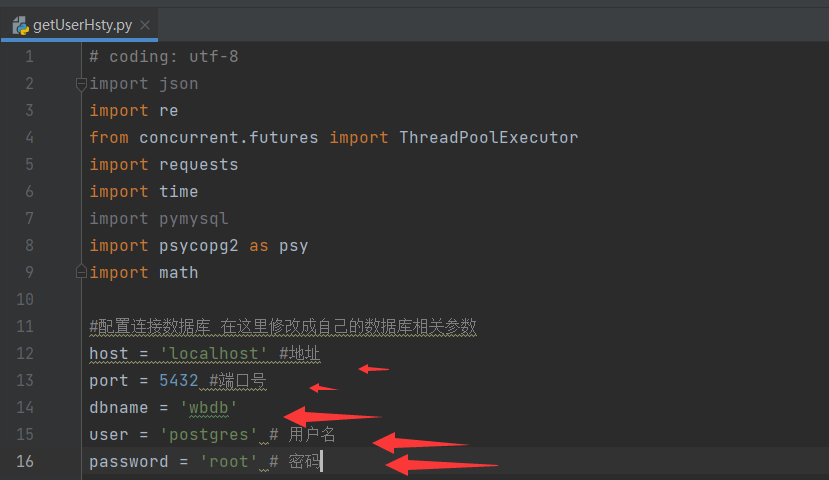 getUserHsty.py
1 # coding: utf-8
2 import json
3 import re
4 from concurrent.futures import ThreadPoolExecutor
5 import requests
6 import time
7 import pymysql
8 import psycopg2 as psy
9 import math
10
11 #配置连接数据库 在这里修改成自己的数据库相关参数
12 host = 'localhost' #地址
13 port = 5432 #端口号
14 dbname = 'wbdb'
15 user = 'postgres' # 用户名
16 password = 'root' # 密码